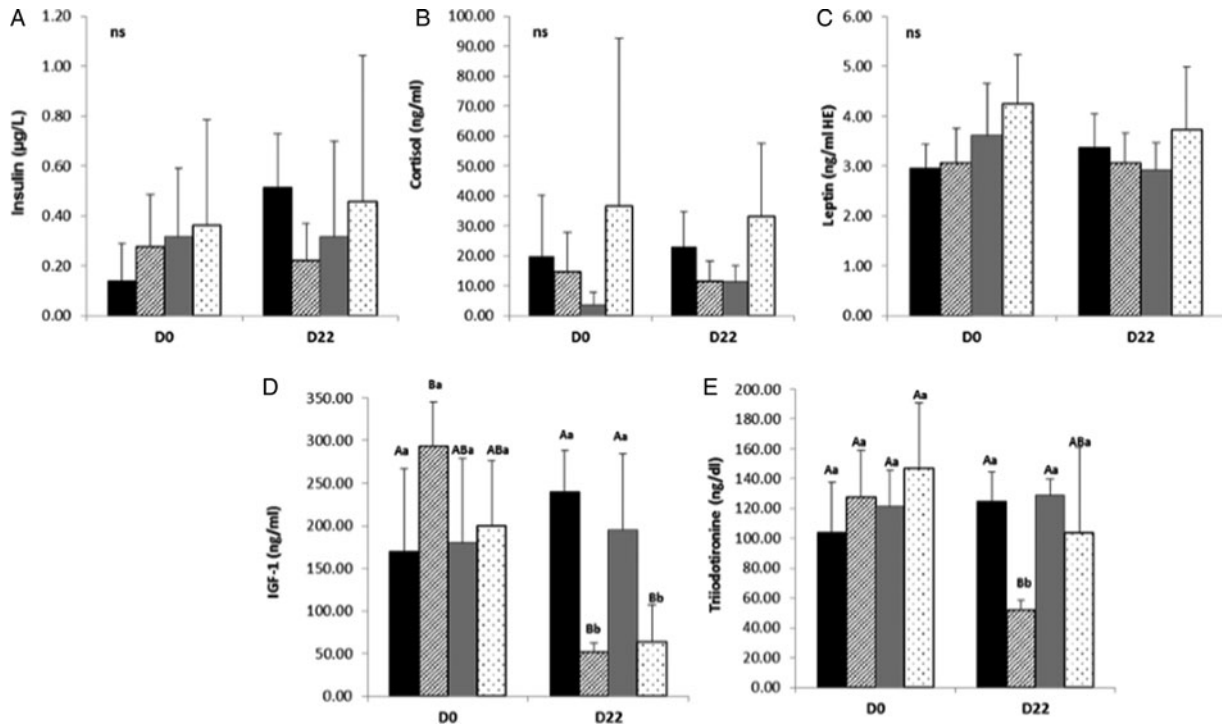 A
1.20
1.00
0.80
0.60
0.40
0.20
0.00
Insulin (µg/L)
ns
D0
D22
B
100.00
90.00
80.00
70.00
60.00
50.00
40.00
30.00
20.00
10.00
0.00
Cortisol (ng/ml)
ns
D0
D22
C
6.00
5.00
4.00
3.00
2.00
1.00
0.00
Leptin (ng/ml HE)
ns
D0
D22
D
350.00
300.00
250.00
200.00
150.00
100.00
50.00
0.00
IGF-1 (ng/ml)
Aa
Ba
ABa
ABa
Aa
Bb
Aa
Bb
D0
D22
E
200.00
180.00
160.00
140.00
120.00
100.00
80.00
60.00
40.00
20.00
0.00
Triiodotironine (ng/dl)
Aa
Aa
Aa
Aa
Aa
Bb
Aa
ABa
D0
D22